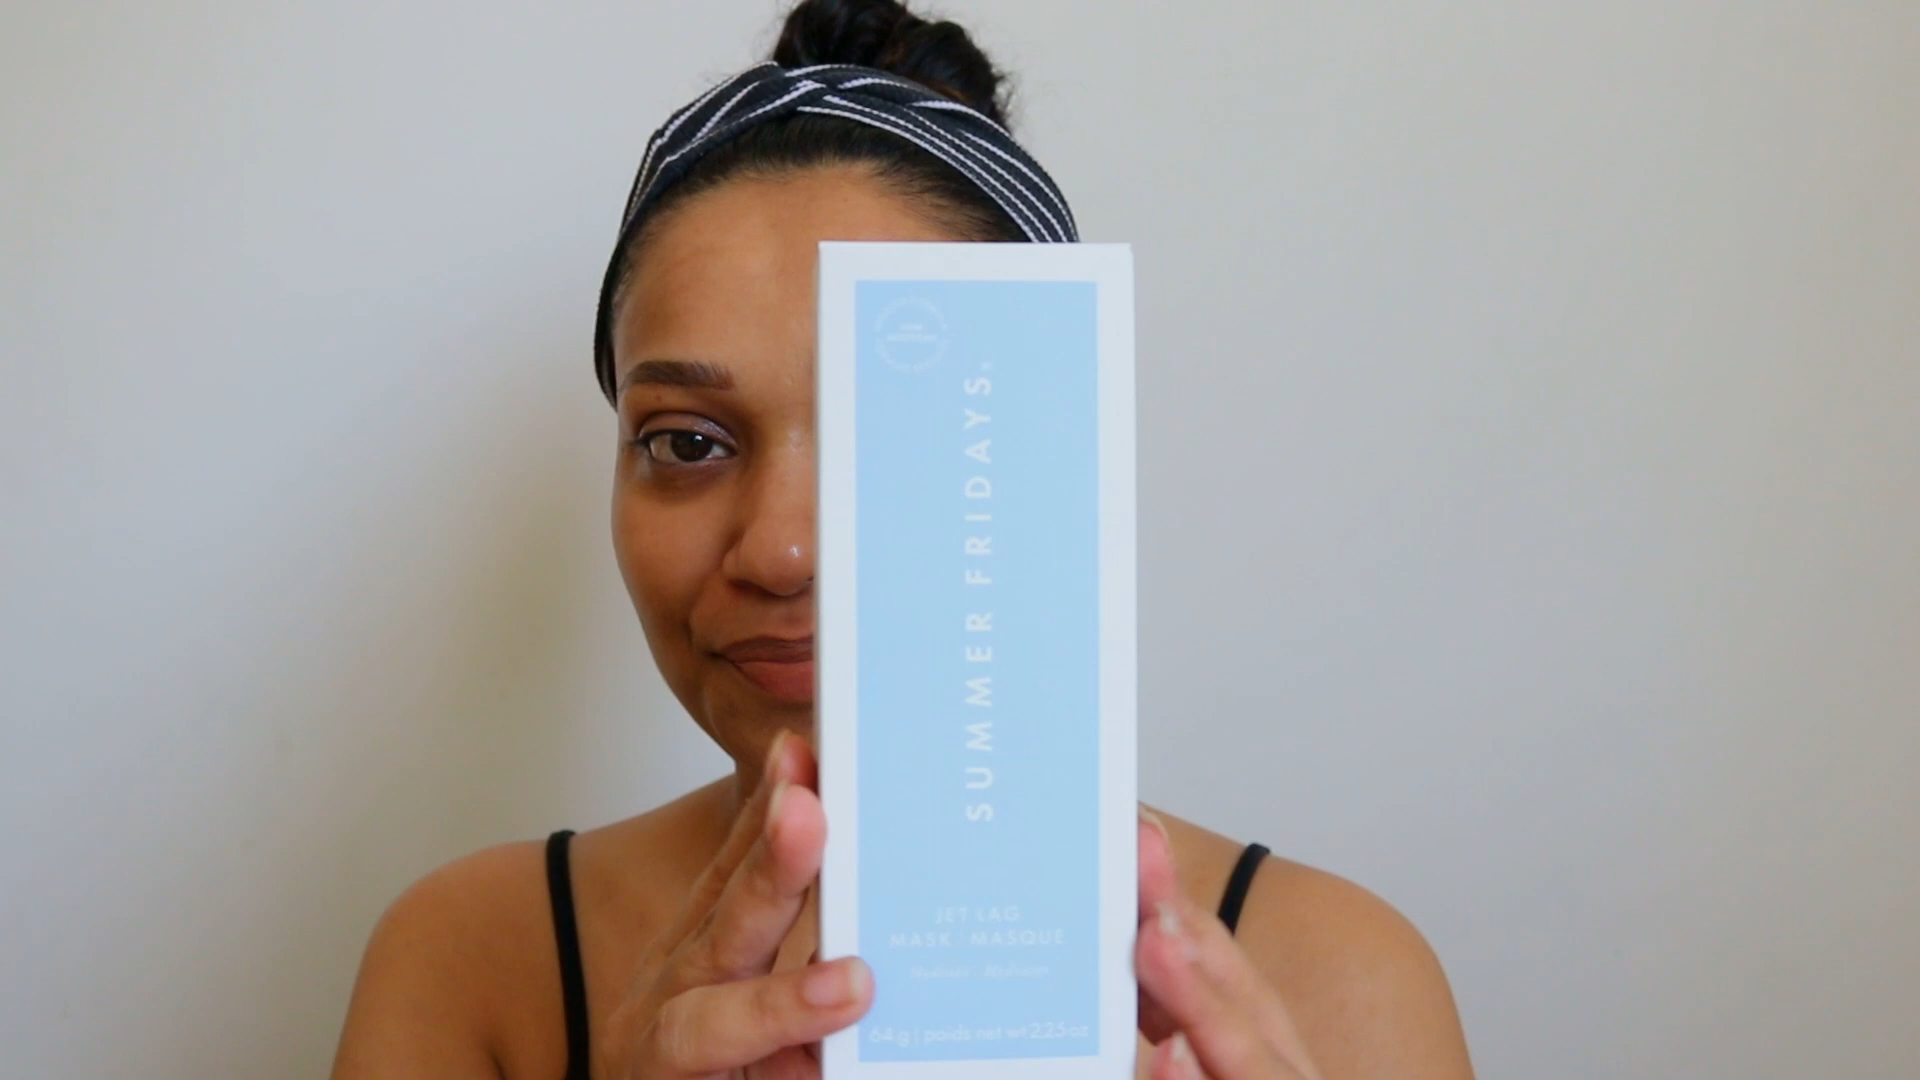 SUMMER FRIDAYS.
JET LAG
MASK MASQUE
64 g | poids net wt 2.25 oz